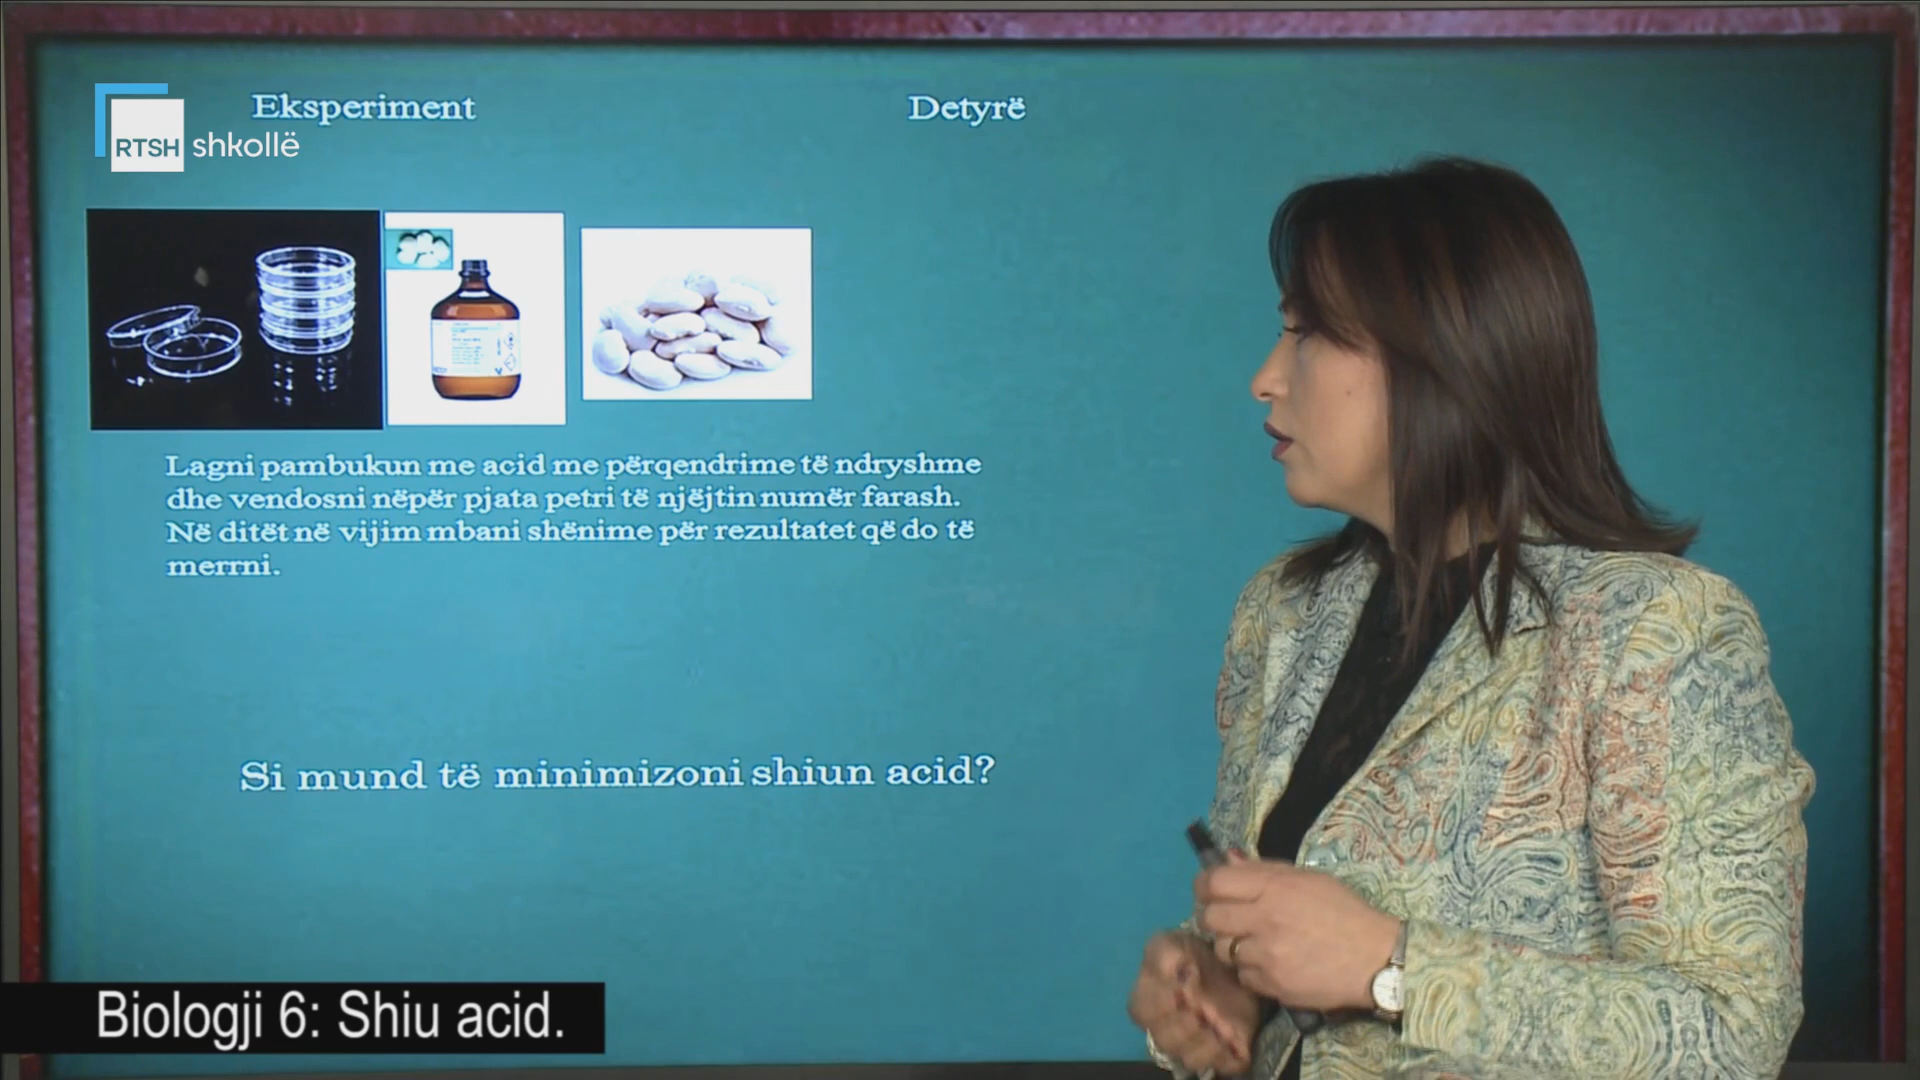 Eksperiment
Detyrë
RTSH shkollë
Lagni pambukun me acid me përqendrime të ndryshme
dhe vendosni nëpër pjata petri të njëjtin numër farash.
Në ditët në vijim mbani shënime për rezultatet që do të
merrni.
Si mund të minimizoni shiun acid?
Biologji 6: Shiu acid.